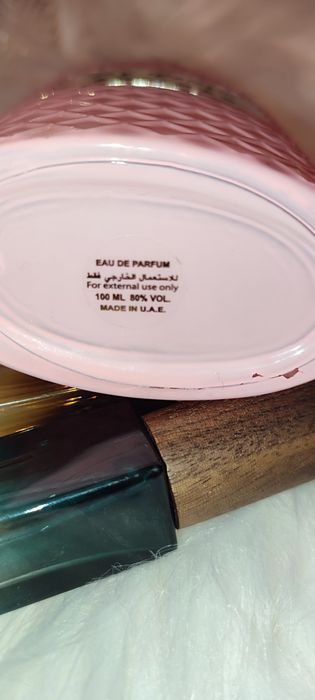 EAU DE PARFUM
للاستعمال الخارجي فقط
For external use only
100 ML 80% VOL.
MADE IN U.A.E.